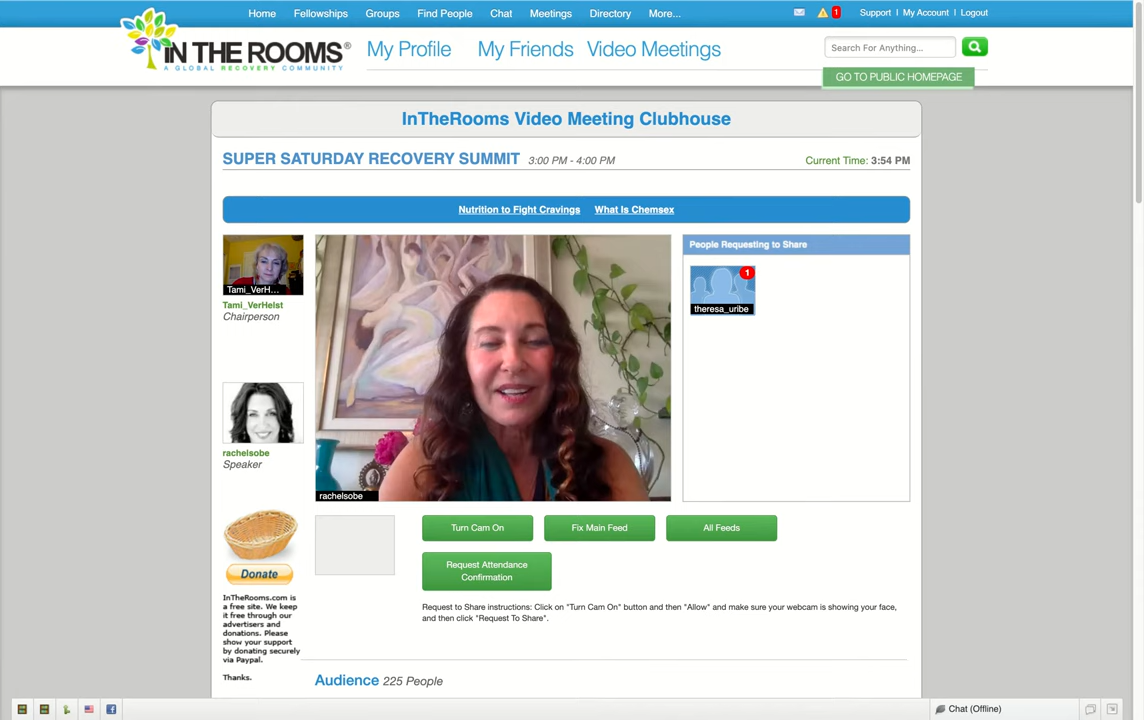 Home Fellowships Groups Find People Chat Meetings Directory More... 1 Support | My Account | Logout
IN THE ROOMS®
A GLOBAL RECOVERY COMMUNITY
My Profile My Friends Video Meetings
Search For Anything...
GO TO PUBLIC HOMEPAGE
InTheRooms Video Meeting Clubhouse
SUPER SATURDAY RECOVERY SUMMIT 3:00 PM - 4:00 PM Current Time: 3:54 PM
Nutrition to Fight Cravings What Is Chemsex
Tami_VerH...
Tami_VerHelst
Chairperson
rachelsobe
Speaker
rachelsobe
People Requesting to Share
1
theresa_uribe
Turn Cam On Fix Main Feed All Feeds
Request Attendance
Confirmation
Request to Share instructions: Click on "Turn Cam On" button and then "Allow" and make sure your webcam is showing your face,
and then click "Request To Share".
Donate
InTheRooms.com is
a free site. We keep
it free through our
advertisers and
donations. Please
show your support
by donating securely
via Paypal.
Thanks.
Audience 225 People
f
Chat (Offline)